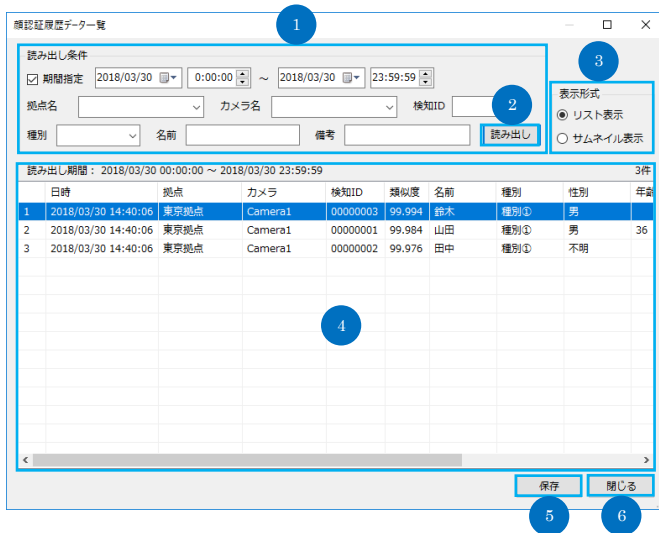 顔認証履歴データ一覧
1
読み出し条件
期間指定 2018/03/30 0:00:00 ～ 2018/03/30 23:59:59
3
拠点名 カメラ名 検知ID
2
表示形式
リスト表示
サムネイル表示
種別 名前 備考 読み出し
読み出し期間： 2018/03/30 00:00:00 ～ 2018/03/30 23:59:59 3件
日時 拠点 カメラ 検知ID 類似度 名前 種別 性別 年齢
1 2018/03/30 14:40:06 東京拠点 Camera1 00000003 99.994 鈴木 種別① 男
2 2018/03/30 14:40:06 東京拠点 Camera1 00000001 99.984 山田 種別① 男 36
3 2018/03/30 14:40:06 東京拠点 Camera1 00000002 99.976 田中 種別① 不明
4
保存 閉じる
5 6